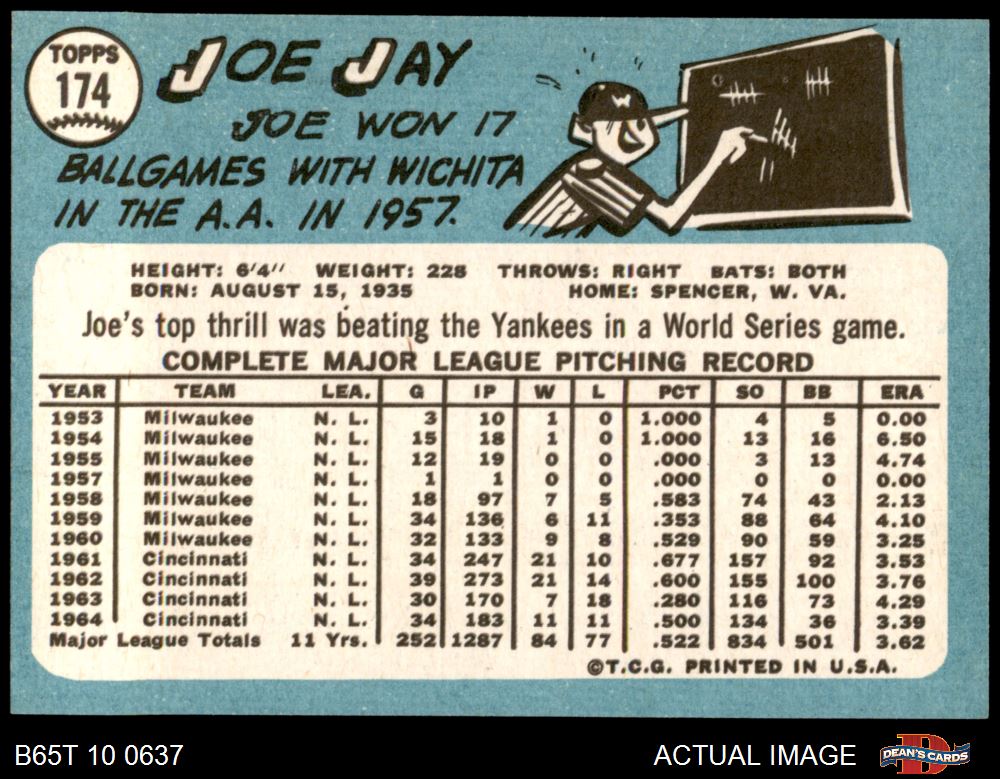 TOPPS
174
JOE JAY
JOE WON 17
BALLGAMES WITH WICHITA
IN THE A.A. IN 1957.
W
HEIGHT: 6'4" WEIGHT: 228 THROWS: RIGHT BATS: BOTH
BORN: AUGUST 15, 1935 HOME: SPENCER, W. VA.
Joe's top thrill was beating the Yankees in a World Series game.
COMPLETE MAJOR LEAGUE PITCHING RECORD
YEAR TEAM LEA. G IP W L PCT SO BB ERA
1953 Milwaukee N. L. 3 10 1 0 1.000 4 5 0.00
1954 Milwaukee N. L. 15 18 1 0 1.000 13 16 6.50
1955 Milwaukee N. L. 12 19 0 0 .000 3 13 4.74
1957 Milwaukee N. L. 1 1 0 0 .000 0 0 0.00
1958 Milwaukee N. L. 18 97 7 5 .583 74 43 2.13
1959 Milwaukee N. L. 34 136 6 11 .353 88 64 4.10
1960 Milwaukee N. L. 32 133 9 8 .529 90 59 3.25
1961 Cincinnati N. L. 34 247 21 10 .677 157 92 3.53
1962 Cincinnati N. L. 39 273 21 14 .600 155 100 3.76
1963 Cincinnati N. L. 30 170 7 18 .280 116 73 4.29
1964 Cincinnati N. L. 34 183 11 11 .500 134 36 3.39
Major League Totals 11 Yrs. 252 1287 84 77 .522 834 501 3.62
©T.C.G. PRINTED IN U.S.A.
B65T 10 0637 ACTUAL IMAGE D DEAN'S CARDS